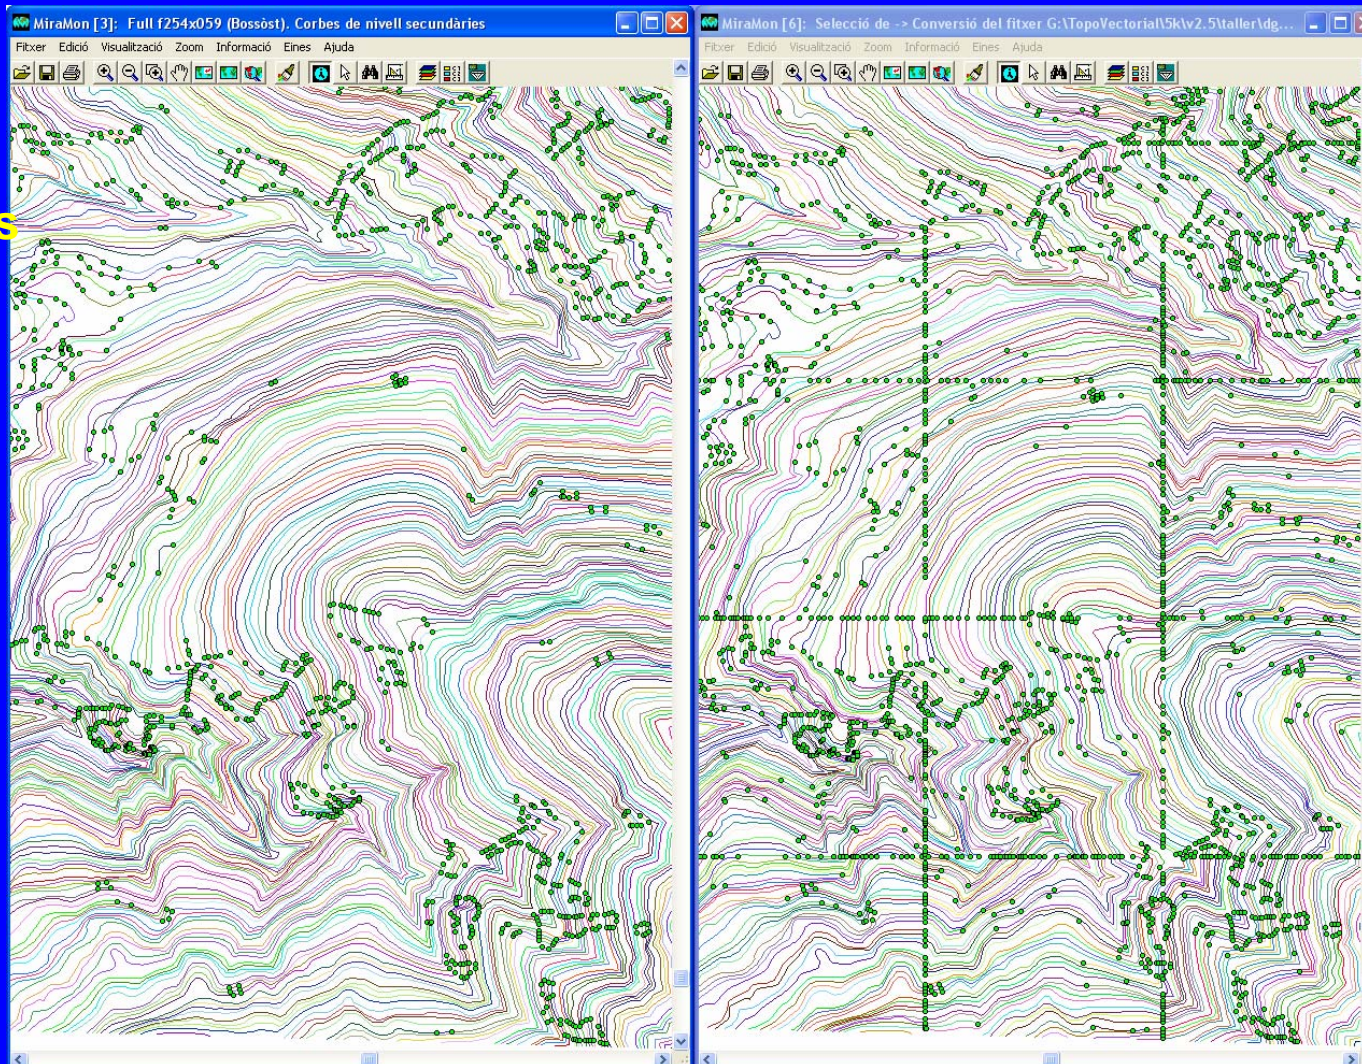 MiraMon [3]: Full f254x059 (Bossòst). Corbes de nivell secundàries
Fitxer Edició Visualització Zoom Informació Eines Ajuda
MiraMon [6]: Selecció de -> Conversió del fitxer G:\TopoVectorial\5k\v2.5\taller\dg...
Fitxer Edició Visualització Zoom Informació Eines Ajuda
s